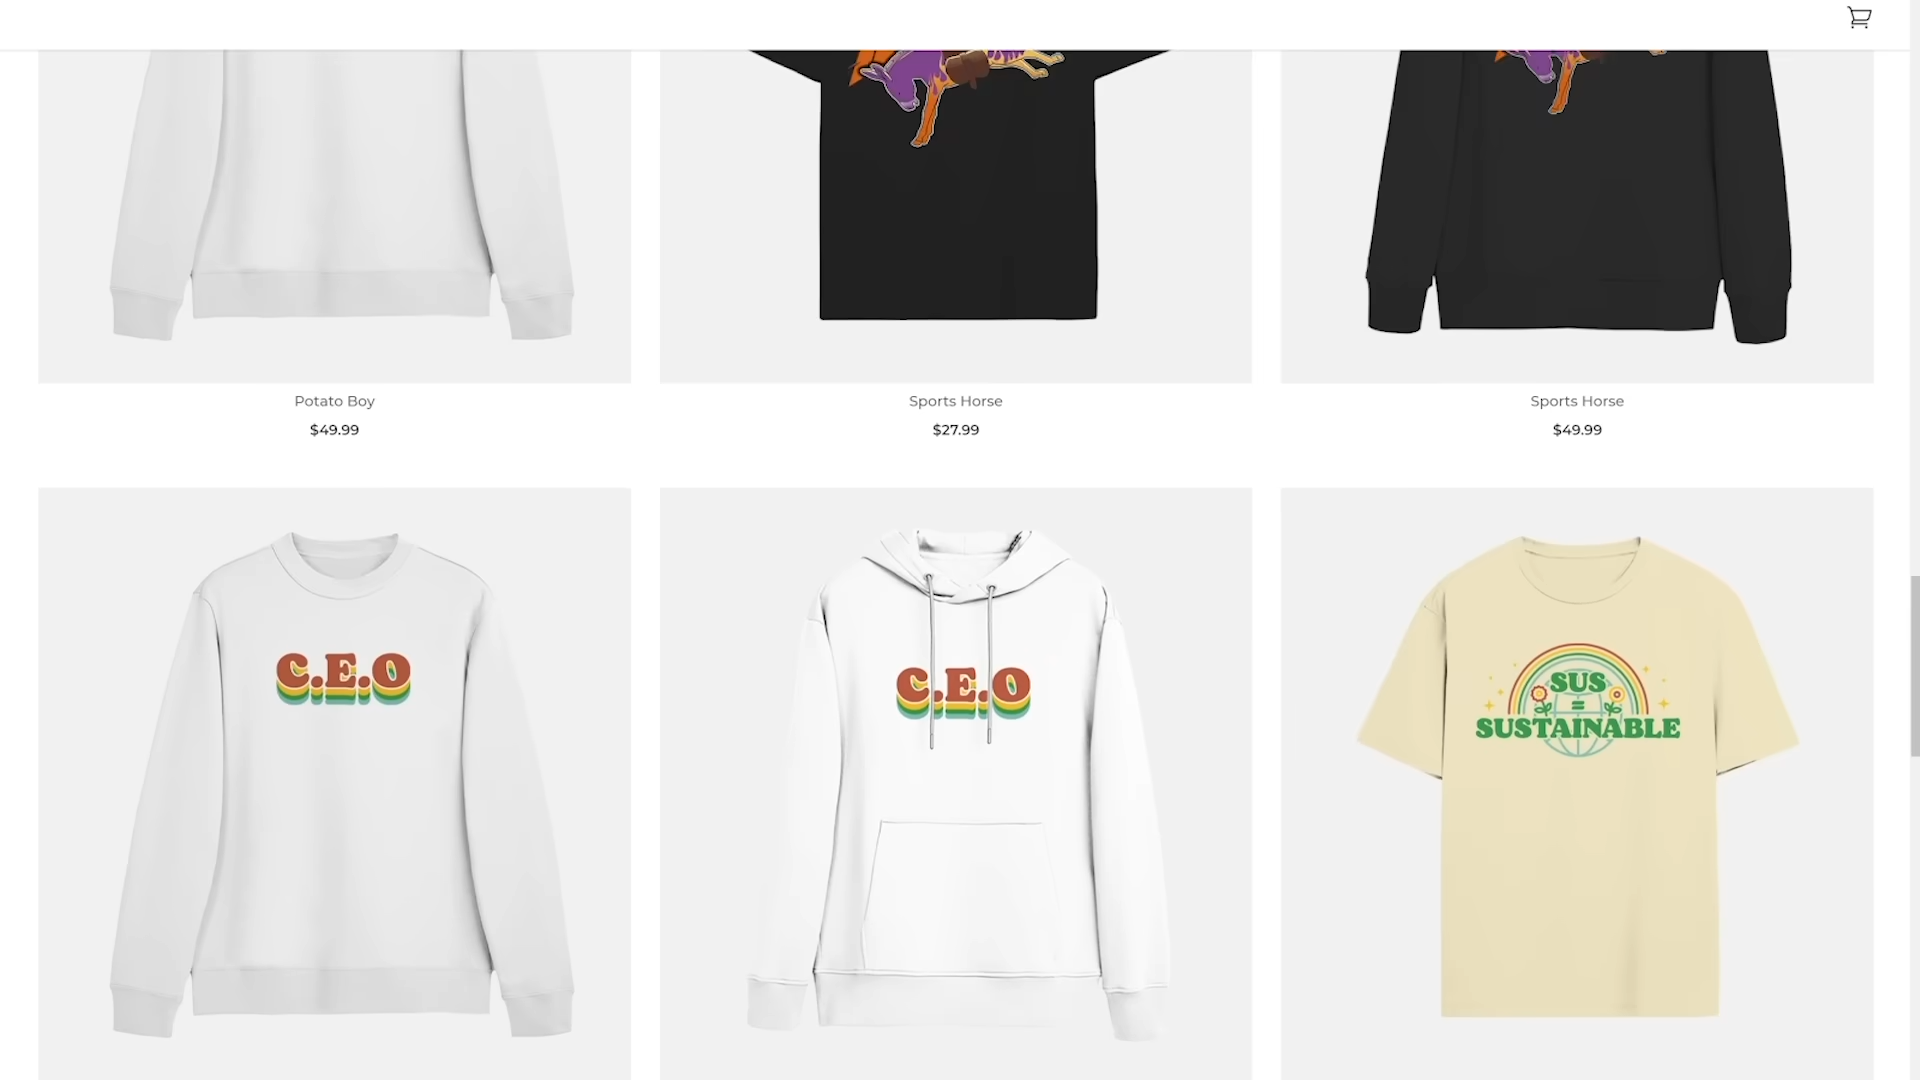 Potato Boy
$49.99
Sports Horse
$27.99
Sports Horse
$49.99
C.E.O
C.E.O
SUS
=
SUSTAINABLE